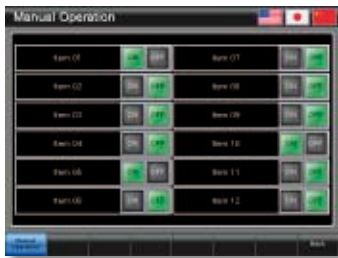 Manual Operation
Item 01 ON OFF Item 07 ON OFF
Item 02 ON OFF Item 08 ON OFF
Item 03 ON OFF Item 09 ON OFF
Item 04 ON OFF Item 10 ON OFF
Item 05 ON OFF Item 11 ON OFF
Item 06 ON OFF Item 12 ON OFF
Manual
Operation
Back